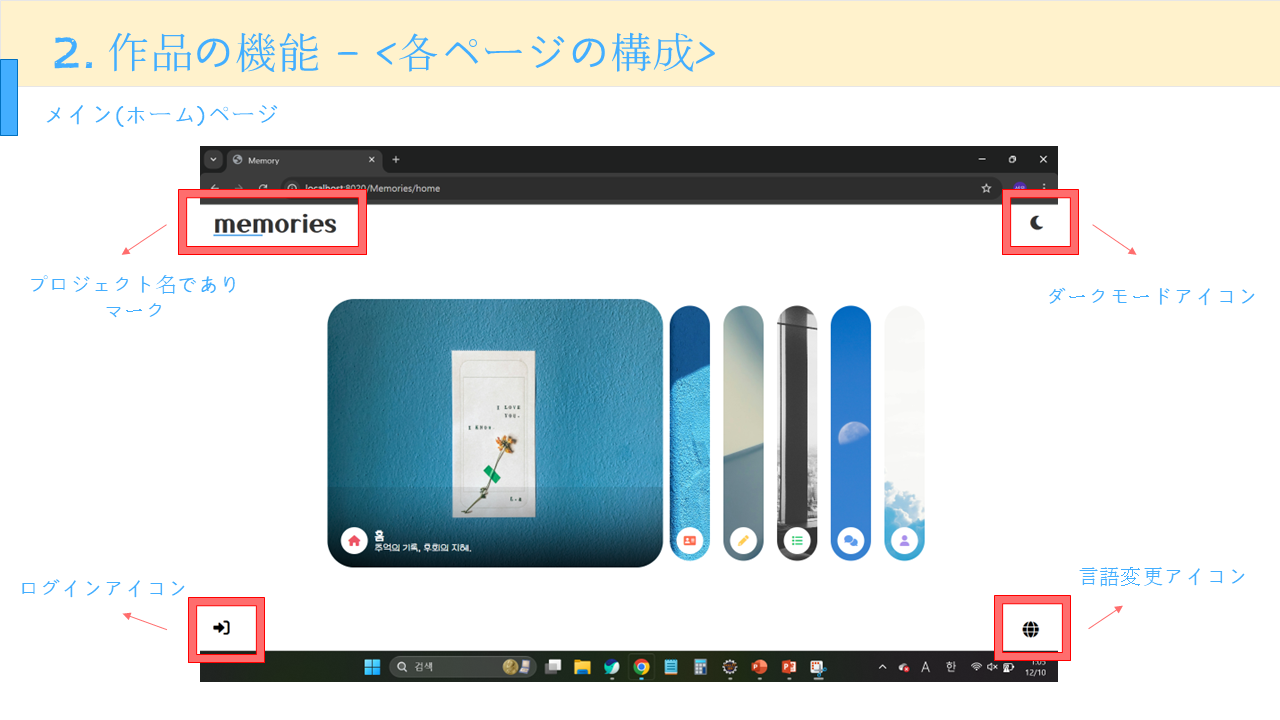 2. 作品の機能 – <各ページの構成>
メイン(ホーム)ページ
Memory
localhost:8020/Memories/home
memories
プロジェクト名であり
マーク
ダークモードアイコン
I LOVE
YOU.
홈
추억의 기록, 후회의 지혜.
ログインアイコン
言語変更アイコン
검색
A
한
1:05
12/10